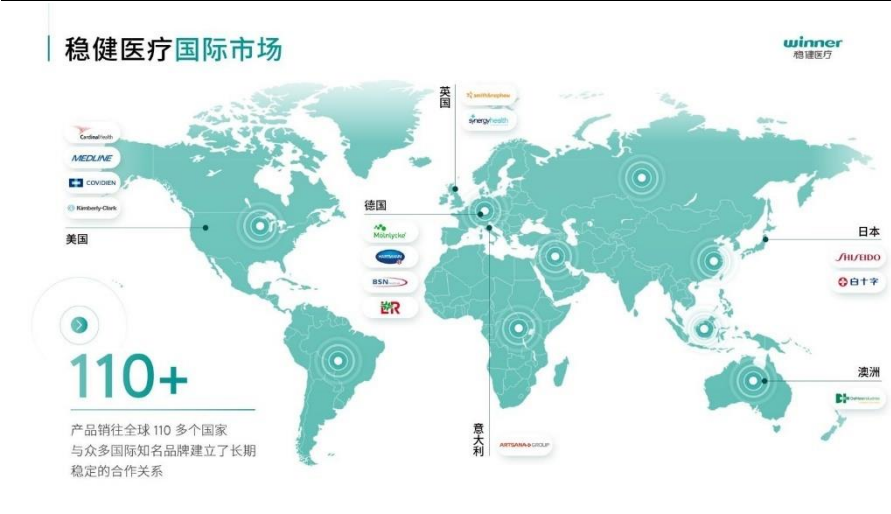 稳健医疗国际市场
winner
稳健医疗
英国
smith&nephew
synergyhealth
CardinalHealth
MEDLINE
COVIDIEN
Kimberly-Clark
美国
德国
Mölnlycke
HARTMANN
BSN
L&R
日本
SHISEIDO
白十字
澳洲
意大利
ARTSANA GROUP
110+
产品销往全球 110 多个国家
与众多国际知名品牌建立了长期
稳定的合作关系